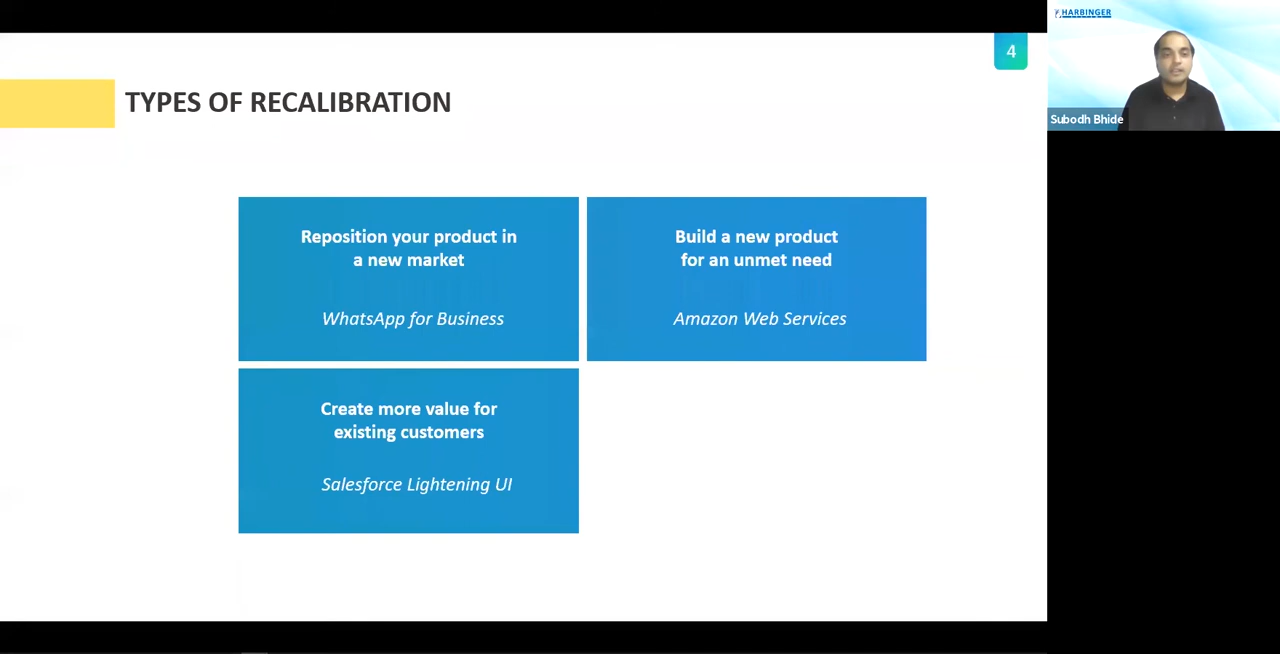 4
TYPES OF RECALIBRATION
Reposition your product in
a new market
WhatsApp for Business
Build a new product
for an unmet need
Amazon Web Services
Create more value for
existing customers
Salesforce Lightening UI
HARBINGER
Subodh Bhide